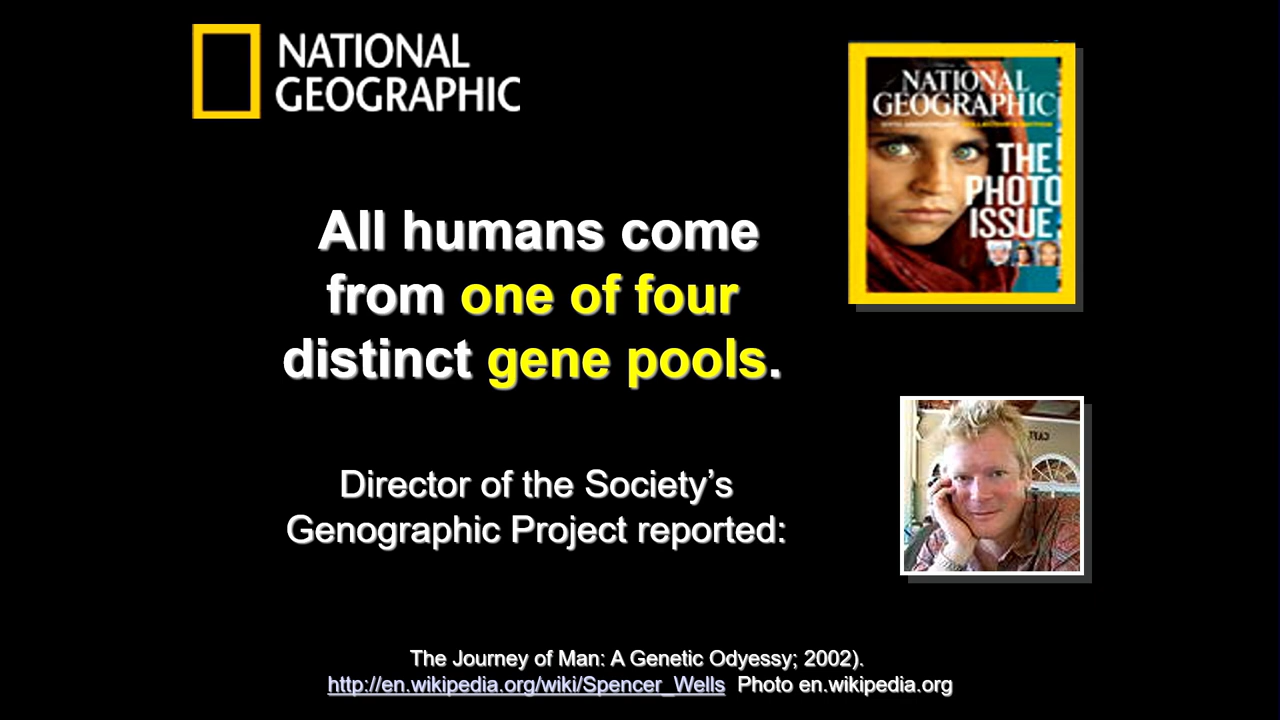 NATIONAL
GEOGRAPHIC
NATIONAL
GEOGRAPHIC
THE
PHOTO
ISSUE
All humans come
from one of four
distinct gene pools.
Director of the Society’s
Genographic Project reported:
The Journey of Man: A Genetic Odyessy; 2002).
http://en.wikipedia.org/wiki/Spencer_Wells Photo en.wikipedia.org